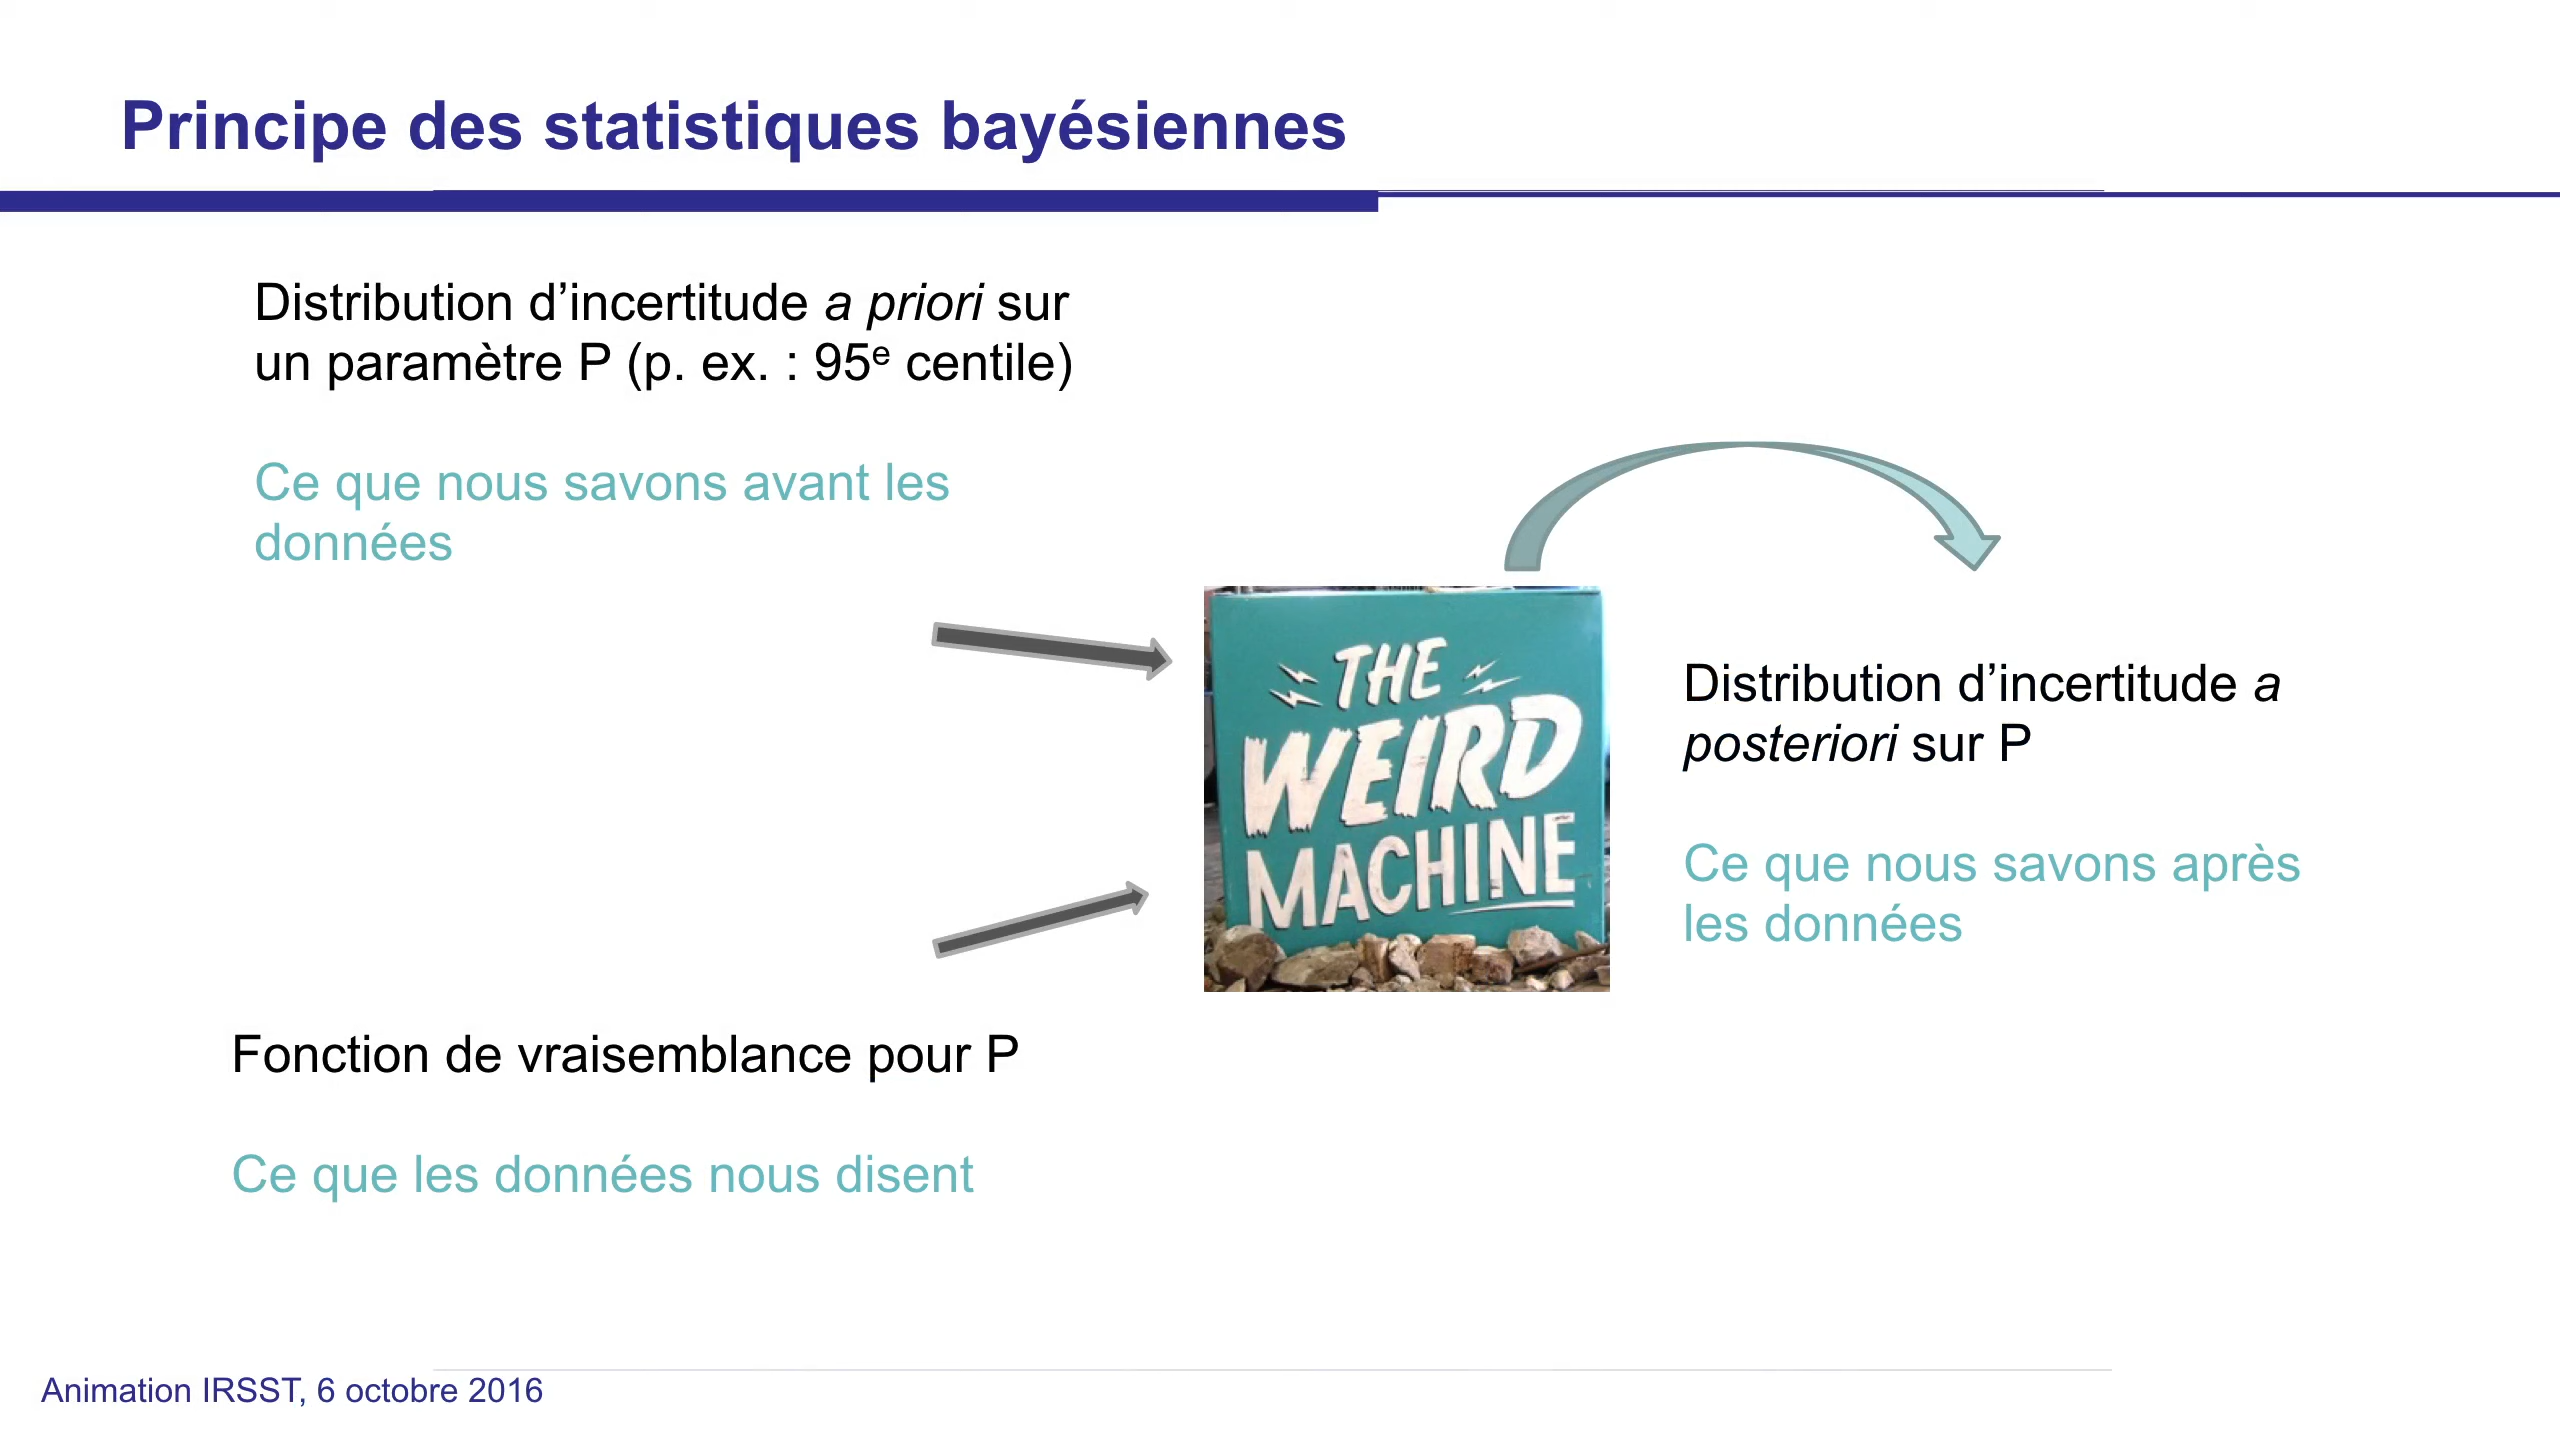 Principe des statistiques bayésiennes
Distribution d’incertitude a priori sur
un paramètre P (p. ex. : 95e centile)
Ce que nous savons avant les
données
THE
WEIRD
MACHINE
Distribution d’incertitude a
posteriori sur P
Ce que nous savons après
les données
Fonction de vraisemblance pour P
Ce que les données nous disent
Animation IRSST, 6 octobre 2016